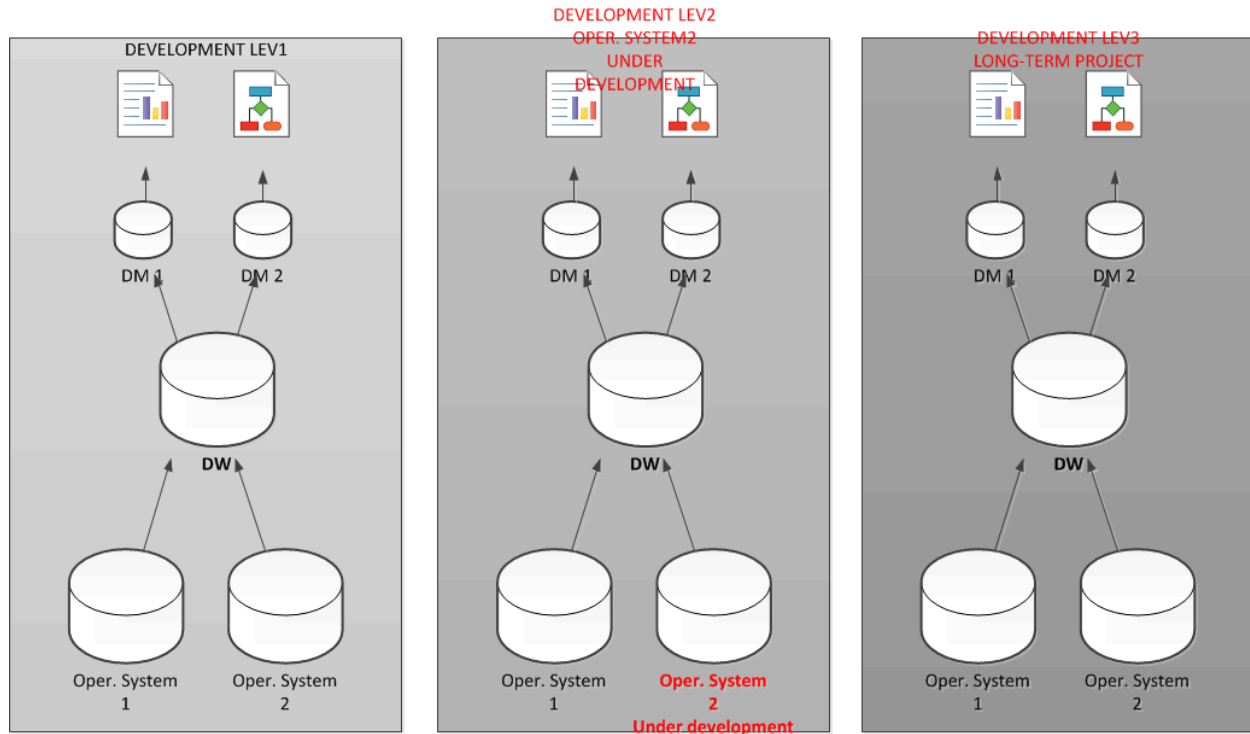 DEVELOPMENT LEV1
DM 1
DM 2
DW
Oper. System
1
Oper. System
2
DEVELOPMENT LEV2
OPER. SYSTEM2
UNDER
DEVELOPMENT
DM 1
DM 2
DW
Oper. System
1
Oper. System
2
Under development
DEVELOPMENT LEV3
LONG-TERM PROJECT
DM 1
DM 2
DW
Oper. System
1
Oper. System
2